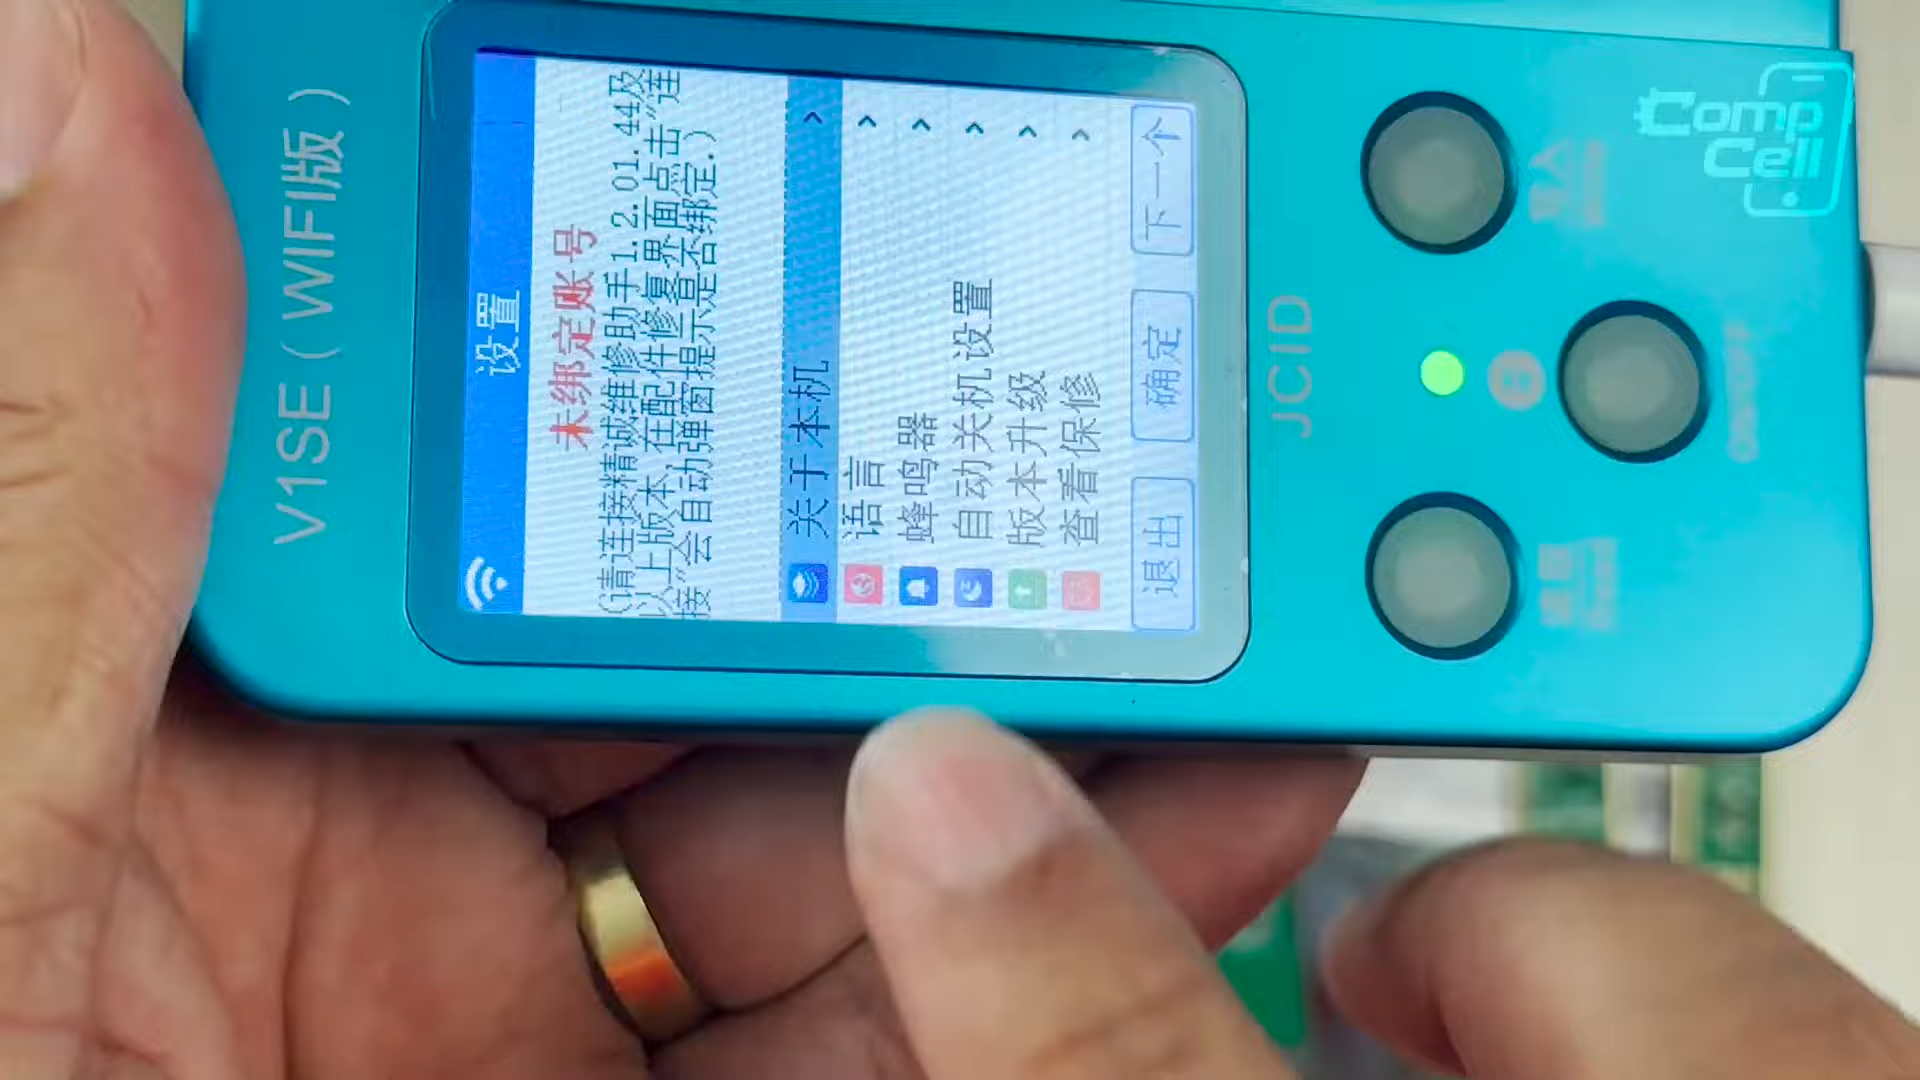 V1SE ( WIFI版 )
设置
未绑定账号
(请连接精诚维修助手1.2.01.44及
以上版本,在配件修复界面点击"连
接"会自动弹窗提示是否绑定.)
关于本机 >
语言 >
蜂鸣器 >
自动关机设置 >
版本升级 >
查看保修 >
退出
确定
下一个
JCID
ON/OFF
Comp
Cell